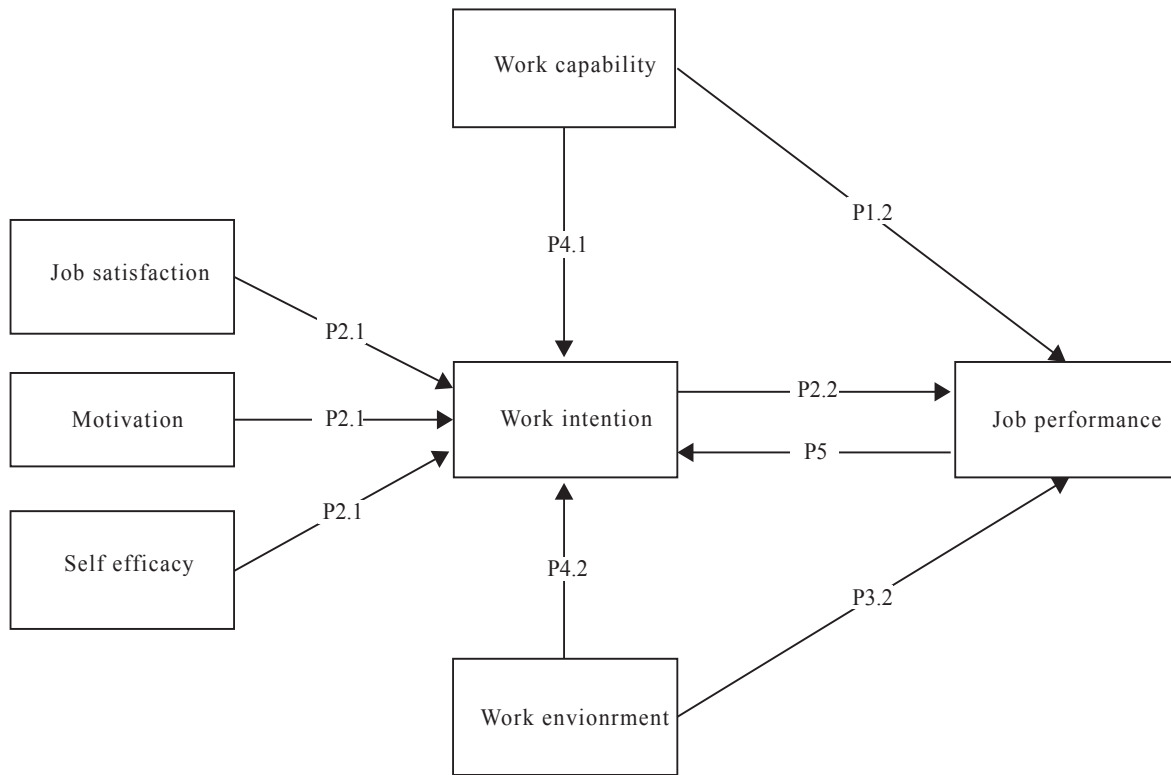 Work capability
P1.2
P4.1
Job satisfaction
P2.1
P2.2
Motivation
P2.1
Work intention
Job performance
P5
P2.1
Self efficacy
P4.2
P3.2
Work envionrment